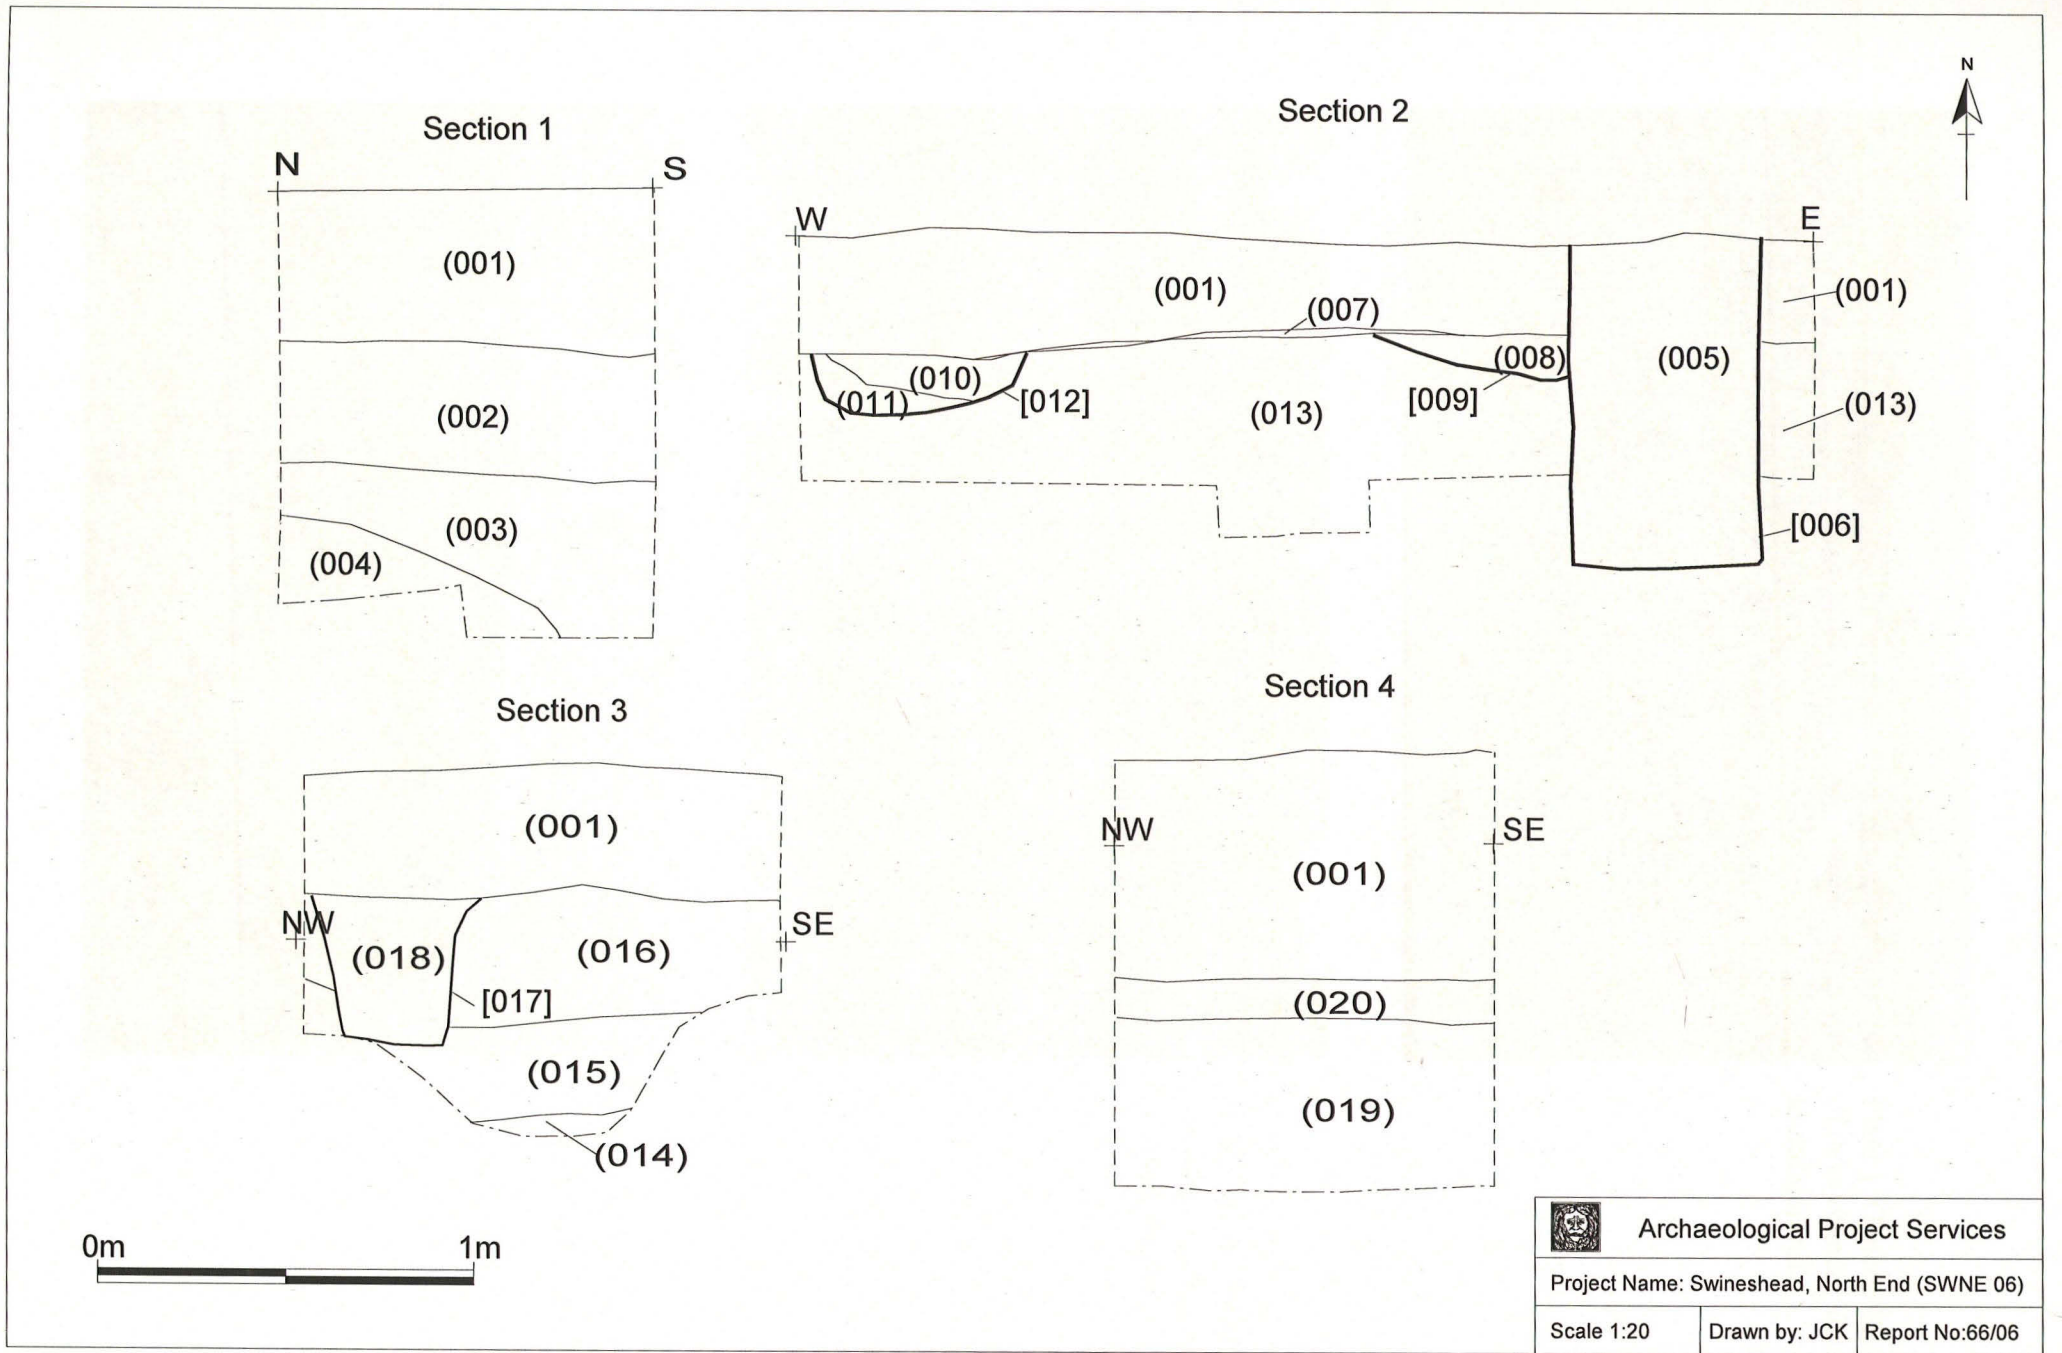 Section 1
N
S
(001)
(002)
(003)
(004)
Section 2
N
W
E
(001)
(007)
(001)
(008)
(005)
(010)
(011)
[012]
(013)
[009]
(013)
[006]
Section 3
(001)
NW
SE
(018)
(016)
[017]
(015)
(014)
Section 4
NW
SE
(001)
(020)
(019)
0m 1m
Archaeological Project Services
Project Name: Swineshead, North End (SWNE 06)
Scale 1:20
Drawn by: JCK
Report No:66/06